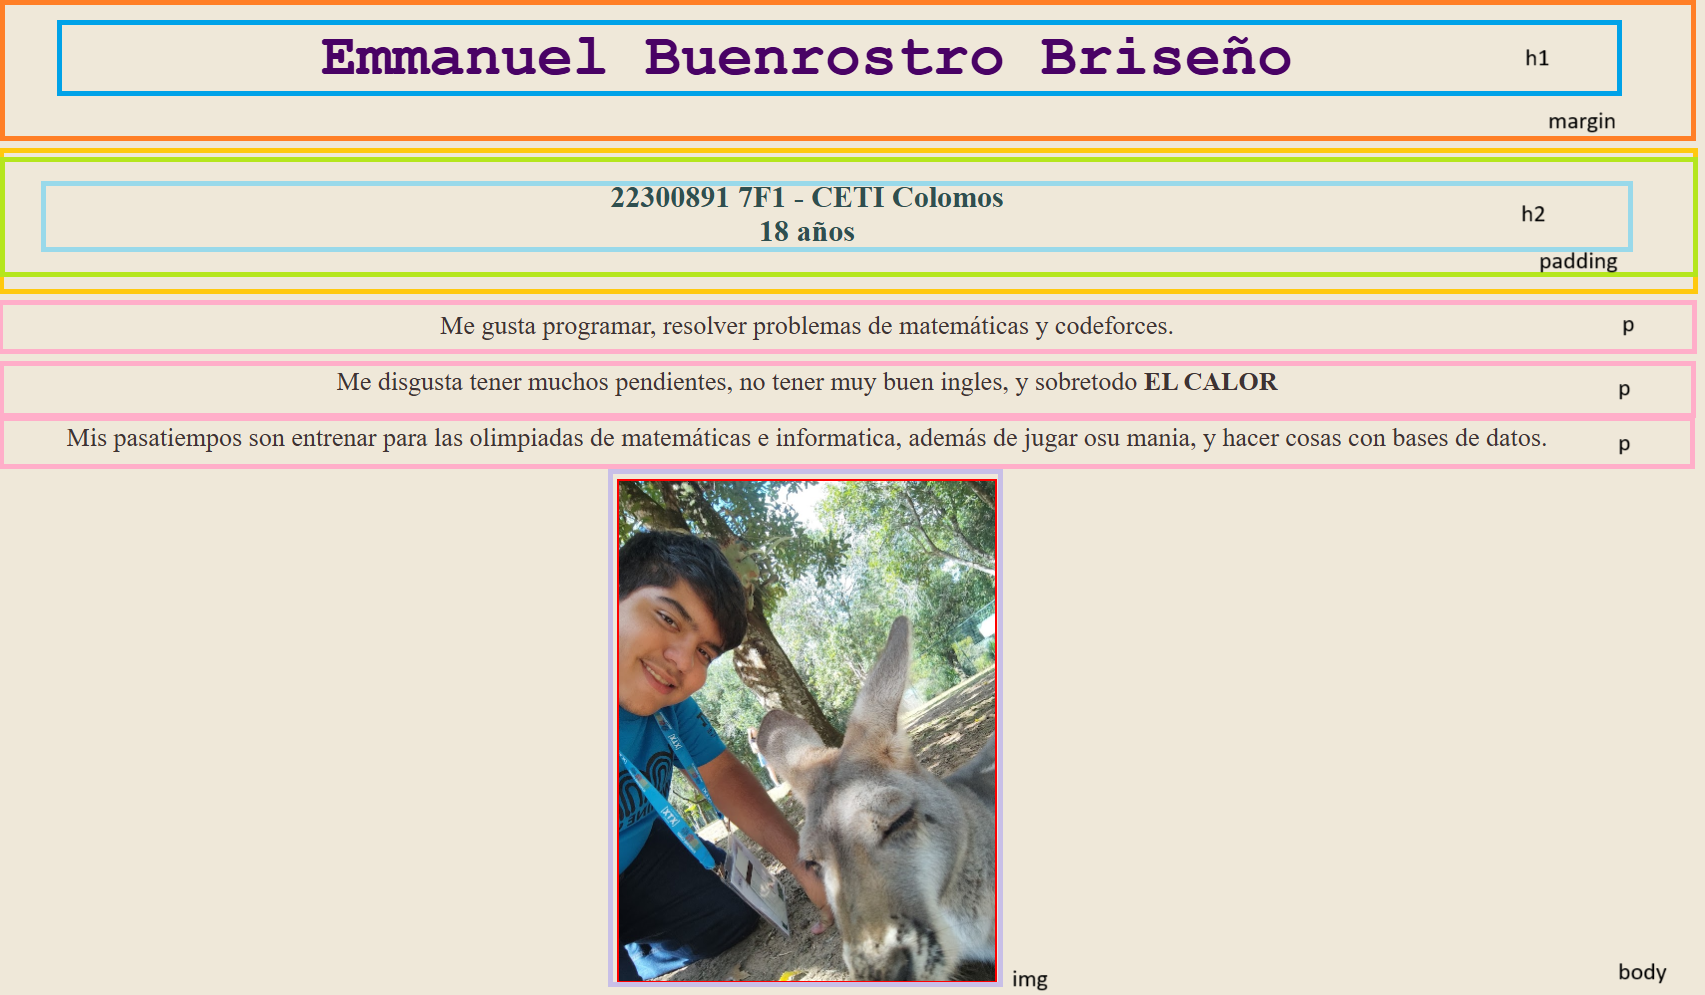 Emmanuel Buenrostro Briseño
h1
margin
22300891 7F1 - CETI Colomos
18 años
h2
padding
Me gusta programar, resolver problemas de matemáticas y codeforces.
p
Me disgusta tener muchos pendientes, no tener muy buen ingles, y sobretodo EL CALOR
p
Mis pasatiempos son entrenar para las olimpiadas de matemáticas e informatica, además de jugar osu mania, y hacer cosas con bases de datos.
p
img
body